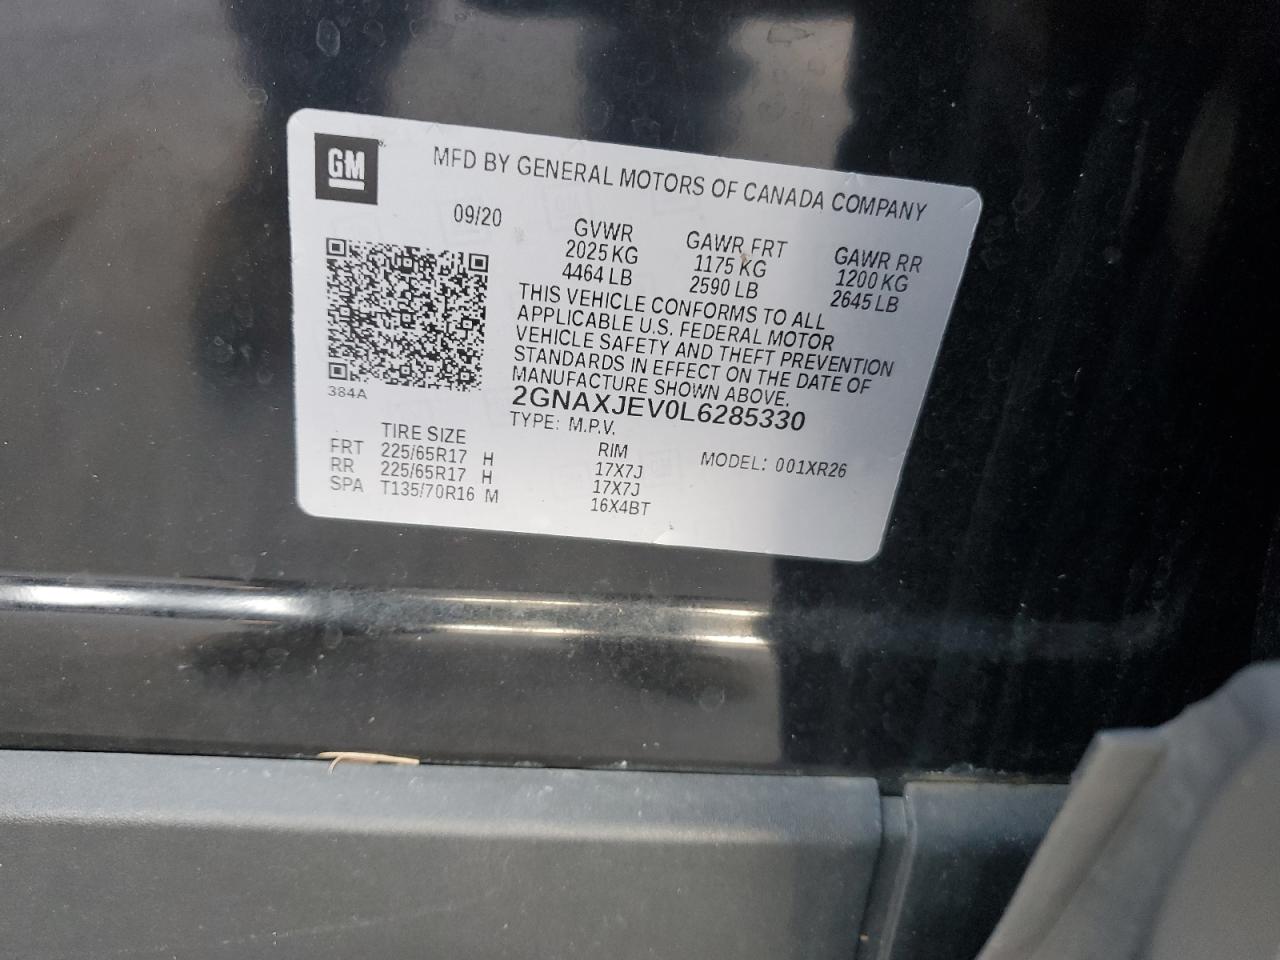 GM
MFD BY GENERAL MOTORS OF CANADA COMPANY
09/20
GVWR
2025 KG
4464 LB
GAWR FRT
1175 KG
2590 LB
GAWR RR
1200 KG
2645 LB
THIS VEHICLE CONFORMS TO ALL
APPLICABLE U.S. FEDERAL MOTOR
VEHICLE SAFETY AND THEFT PREVENTION
STANDARDS IN EFFECT ON THE DATE OF
MANUFACTURE SHOWN ABOVE.
384A
2GNAXJEV0L6285330
TYPE: M.P.V.
MODEL: 001XR26
TIRE SIZE
RIM
FRT 225/65R17 H 17X7J
RR 225/65R17 H 17X7J
SPA T135/70R16 M 16X4BT